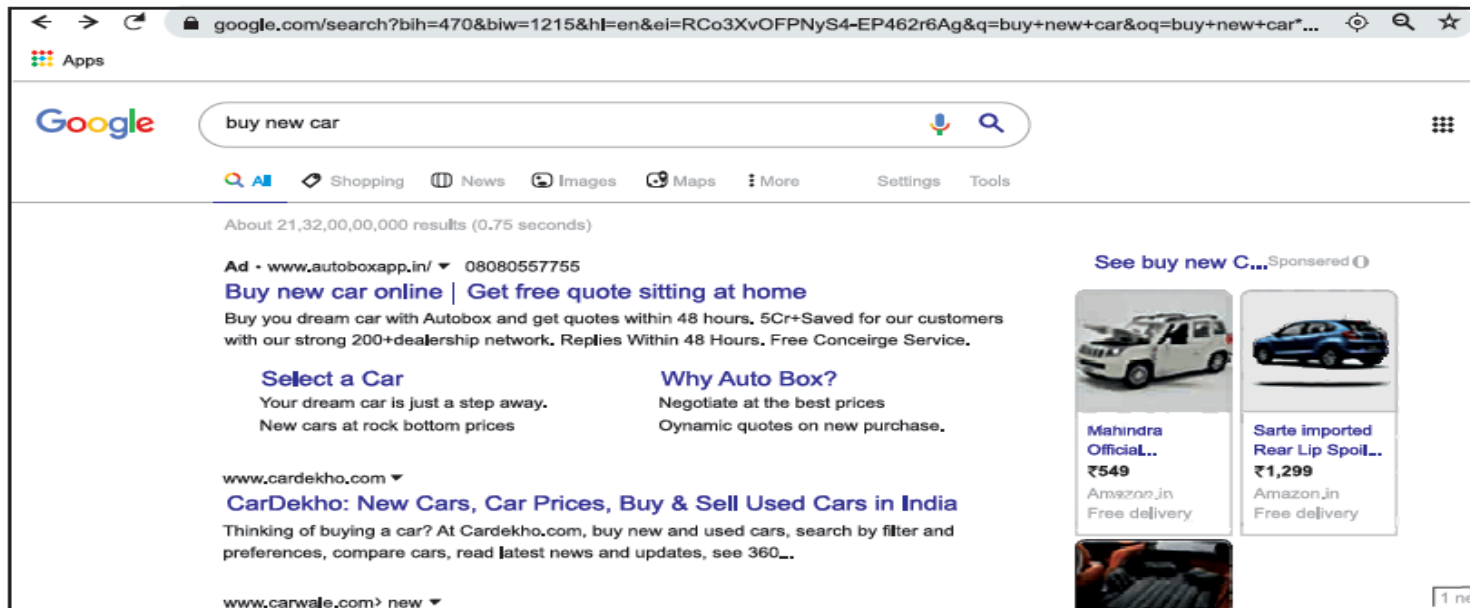 google.com/search?bih=470&biw=1215&hl=en&ei=RCo3XvOFPNyS4-EP462r6Ag&q=buy+new+car&oq=buy+new+car*...
Apps
Google
buy new car
All Shopping News Images Maps More Settings Tools
About 21,32,00,00,000 results (0.75 seconds)
Ad · www.autoboxapp.in/ 08080557755
Buy new car online | Get free quote sitting at home
Buy you dream car with Autobox and get quotes within 48 hours. 5Cr+Saved for our customers
with our strong 200+dealership network. Replies Within 48 Hours. Free Conceirge Service.
Select a Car
Your dream car is just a step away.
New cars at rock bottom prices
Why Auto Box?
Negotiate at the best prices
Oynamic quotes on new purchase.
www.cardekho.com
CarDekho: New Cars, Car Prices, Buy & Sell Used Cars in India
Thinking of buying a car? At Cardekho.com, buy new and used cars, search by filter and
preferences, compare cars, read latest news and updates, see 360...
www.carwale.com> new
See buy new C... Sponsored
Mahindra
Official...
₹549
Amazon.in
Free delivery
Sarte imported
Rear Lip Spoil...
₹1,299
Amazon.in
Free delivery
1 ne